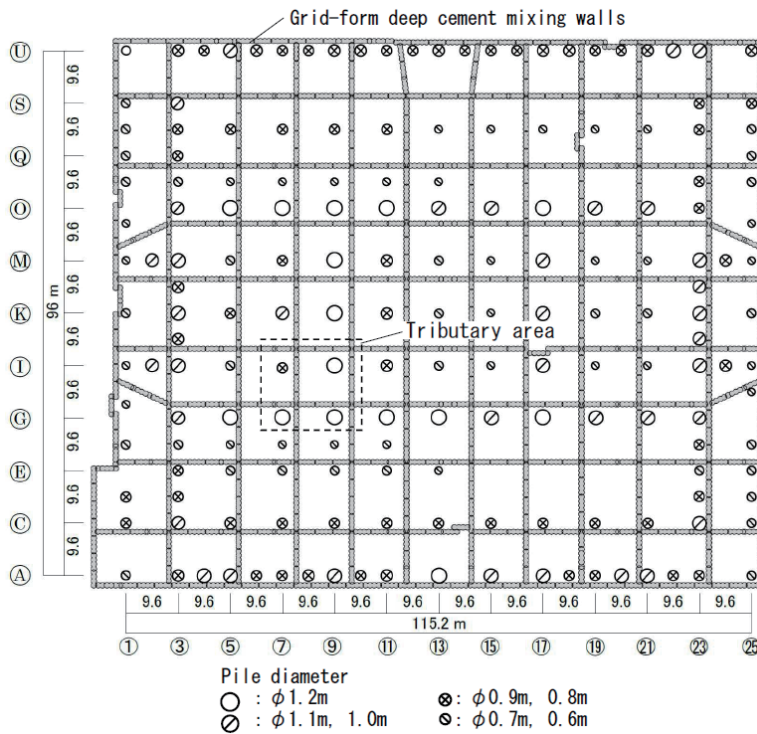 Grid-form deep cement mixing walls
Ⓤ
9.6
Ⓢ
9.6
Ⓠ
9.6
Ⓞ
9.6
Ⓜ
96 m
9.6
Ⓚ
Tributary area
9.6
Ⓘ
9.6
Ⓖ
9.6
Ⓔ
9.6
Ⓒ
9.6
Ⓐ
9.6 9.6 9.6 9.6 9.6 9.6 9.6 9.6 9.6 9.6 9.6 9.6
115.2 m
① ③ ⑤ ⑦ ⑨ ⑪ ⑬ ⑮ ⑰ ⑲ ㉑ ㉓ ㉕
Pile diameter
: φ1.2m : φ0.9m, 0.8m
: φ1.1m, 1.0m : φ0.7m, 0.6m